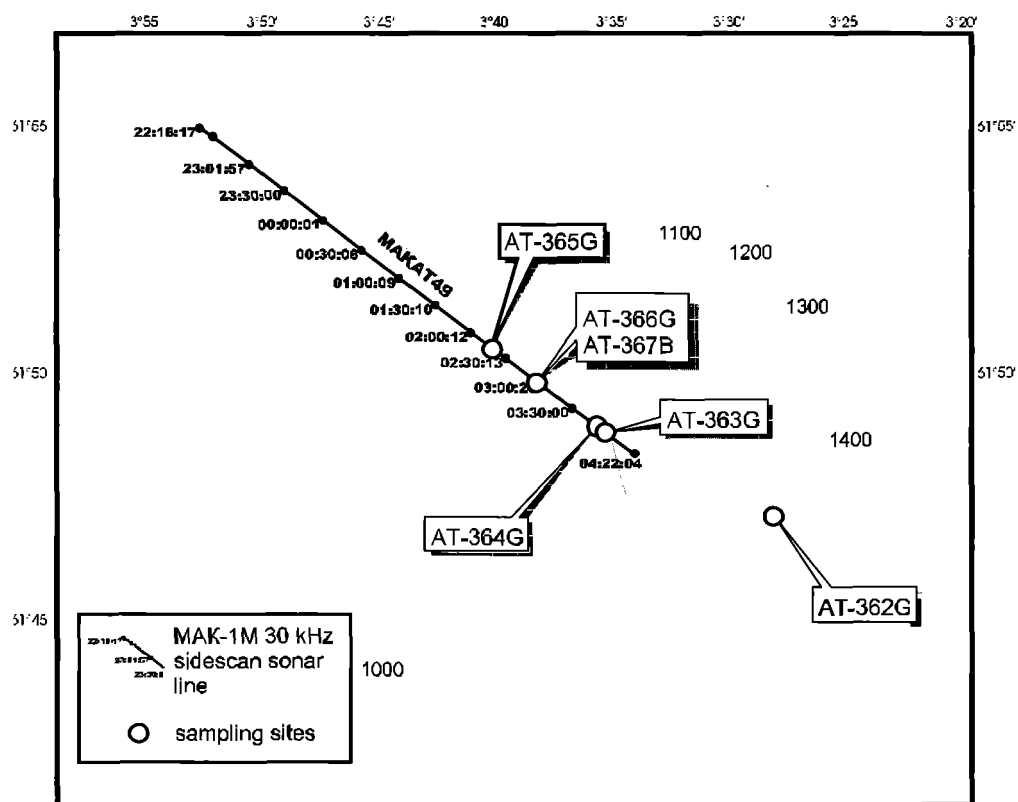 3°55 3°50' 3°45' 3°40 3°35' 3°30' 3°25' 3°20'
51°55'
22:18:17
23:01:57
23:30:00
00:00:01
00:30:06
01:00:09
01:30:10
02:00:12
02:30:13
03:00:2
03:30:00
04:22:04
MAKAT49
AT-365G
1100
1200
1300
AT-366G
AT-367B
51°50' 51°50'
AT-363G
1400
AT-364G
AT-362G
51°45'
MAK-1M 30 kHz
sidescan sonar
line
1000
sampling sites